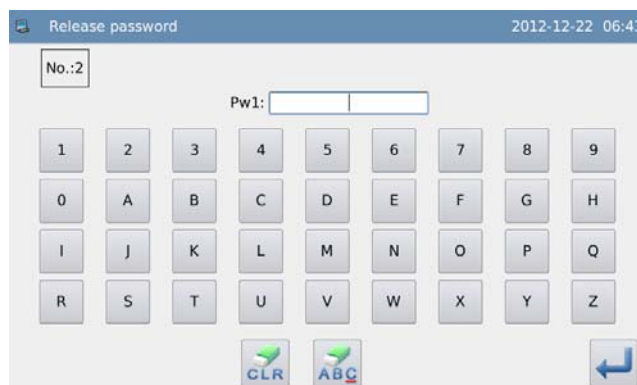 Release password 2012-12-22 06:43
No.:2
Pw1:
1 2 3 4 5 6 7 8 9
0 A B C D E F G H
I J K L M N O P Q
R S T U V W X Y Z
CLR ABC